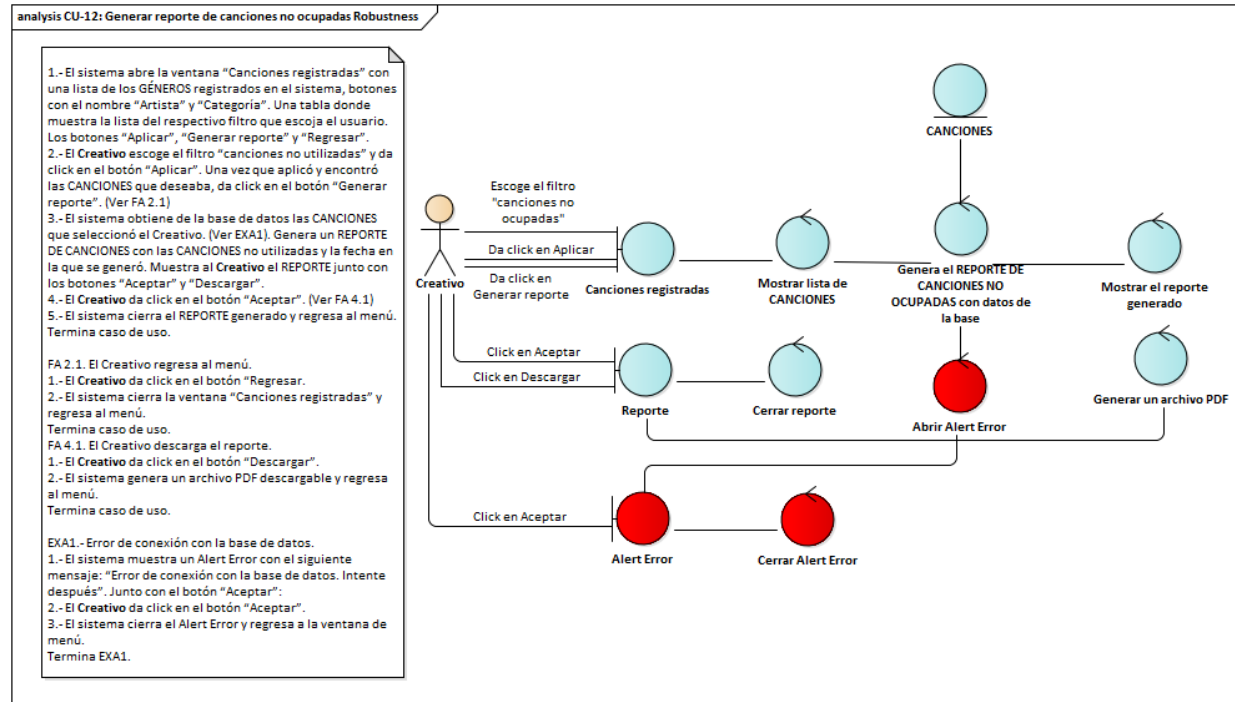 analysis CU-12: Generar reporte de canciones no ocupadas Robustness
1.- El sistema abre la ventana “Canciones registradas” con
una lista de los GÉNEROS registrados en el sistema, botones
con el nombre “Artista” y “Categoría”. Una tabla donde
muestra la lista del respectivo filtro que escoja el usuario.
Los botones “Aplicar”, “Generar reporte” y “Regresar”.
2.- El Creativo escoge el filtro “canciones no utilizadas” y da
click en el botón “Aplicar”. Una vez que aplicó y encontró
las CANCIONES que deseaba, da click en el botón “Generar
reporte”. (Ver FA 2.1)
3.- El sistema obtiene de la base de datos las CANCIONES
que seleccionó el Creativo. (Ver EXA1). Genera un REPORTE
DE CANCIONES con las CANCIONES no utilizadas y la fecha en
la que se generó. Muestra al Creativo el REPORTE junto con
los botones “Aceptar” y “Descargar”.
4.- El Creativo da click en el botón “Aceptar”. (Ver FA 4.1)
5.- El sistema cierra el REPORTE generado y regresa al menú.
Termina caso de uso.
FA 2.1. El Creativo regresa al menú.
1.- El Creativo da click en el botón “Regresar.
2.- El sistema cierra la ventana “Canciones registradas” y
regresa al menú.
Termina caso de uso.
FA 4.1. El Creativo descarga el reporte.
1.- El Creativo da click en el botón “Descargar”.
2.- El sistema genera un archivo PDF descargable y regresa
al menú.
Termina caso de uso.
EXA1.- Error de conexión con la base de datos.
1.- El sistema muestra un Alert Error con el siguiente
mensaje: “Error de conexión con la base de datos. Intente
después”. Junto con el botón “Aceptar”:
2.- El Creativo da click en el botón “Aceptar”.
3.- El sistema cierra el Alert Error y regresa a la ventana de
menú.
Termina EXA1.
Creativo
Escoge el filtro
"canciones no
ocupadas"
Da click en Aplicar
Da click en
Generar reporte
Canciones registradas
Mostrar lista de
CANCIONES
CANCIONES
Genera el REPORTE DE
CANCIONES NO
OCUPADAS con datos de
la base
Mostrar el reporte
generado
Click en Aceptar
Click en Descargar
Reporte
Cerrar reporte
Abrir Alert Error
Generar un archivo PDF
Click en Aceptar
Alert Error
Cerrar Alert Error